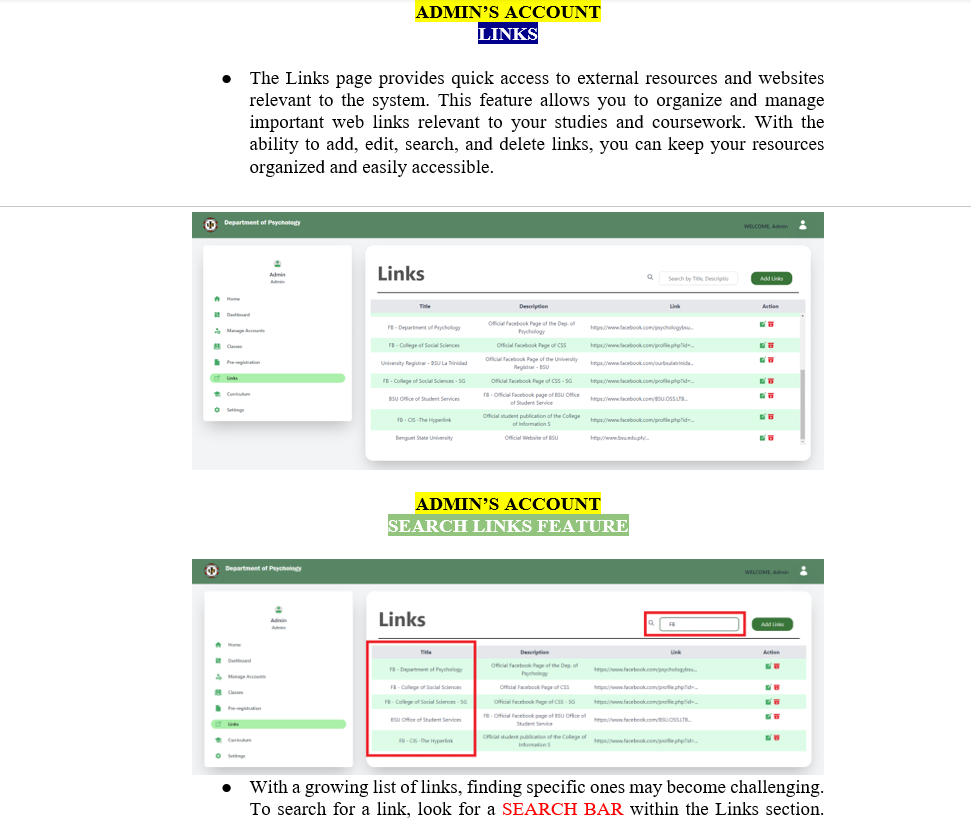 ADMIN'S ACCOUNT
LINKS
● The Links page provides quick access to external resources and websites
relevant to the system. This feature allows you to organize and manage
important web links relevant to your studies and coursework. With the
ability to add, edit, search, and delete links, you can keep your resources
organized and easily accessible.
Department of Psychology
WELCOME, Admin
Admin
Admin
Home
Dashboard
Manage Accounts
Classes
Pre-registration
Links
Curriculum
Settings
Links
Search by Title, Descriptio
Add Links
Title Description Link Action
FB - Department of Psychology Official Facebook Page of the Dep. of Psychology https://www.facebook.com/psychologybsu...
FB - College of Social Sciences Official Facebook Page of CSS https://www.facebook.com/profile.php?id=...
University Registrar - BSU La Trinidad Official Facebook Page of the University Registrar - BSU https://www.facebook.com/ourbsulatrinida...
FB - College of Social Sciences - SG Official Facebook Page of CSS - SG https://www.facebook.com/profile.php?id=...
BSU Office of Student Services FB - Official Facebook page of BSU Office of Student Service https://www.facebook.com/BSU.OSS.LTB...
FB - CIS -The Hyperlink Official student publication of the College of Information S https://www.facebook.com/profile.php?id=...
Benguet State University Official Website of BSU http://www.bsu.edu.ph/...
ADMIN'S ACCOUNT
SEARCH LINKS FEATURE
Department of Psychology
WELCOME, Admin
Admin
Admin
Home
Dashboard
Manage Accounts
Classes
Pre-registration
Links
Curriculum
Settings
Links
FB
Add Links
Title Description Link Action
FB - Department of Psychology Official Facebook Page of the Dep. of Psychology https://www.facebook.com/psychologybsu...
FB - College of Social Sciences Official Facebook Page of CSS https://www.facebook.com/profile.php?id=...
FB - College of Social Sciences - SG Official Facebook Page of CSS - SG https://www.facebook.com/profile.php?id=...
BSU Office of Student Services FB - Official Facebook page of BSU Office of Student Service https://www.facebook.com/BSU.OSS.LTB...
FB - CIS -The Hyperlink Official student publication of the College of Information S https://www.facebook.com/profile.php?id=...
● With a growing list of links, finding specific ones may become challenging.
To search for a link, look for a SEARCH BAR within the Links section.